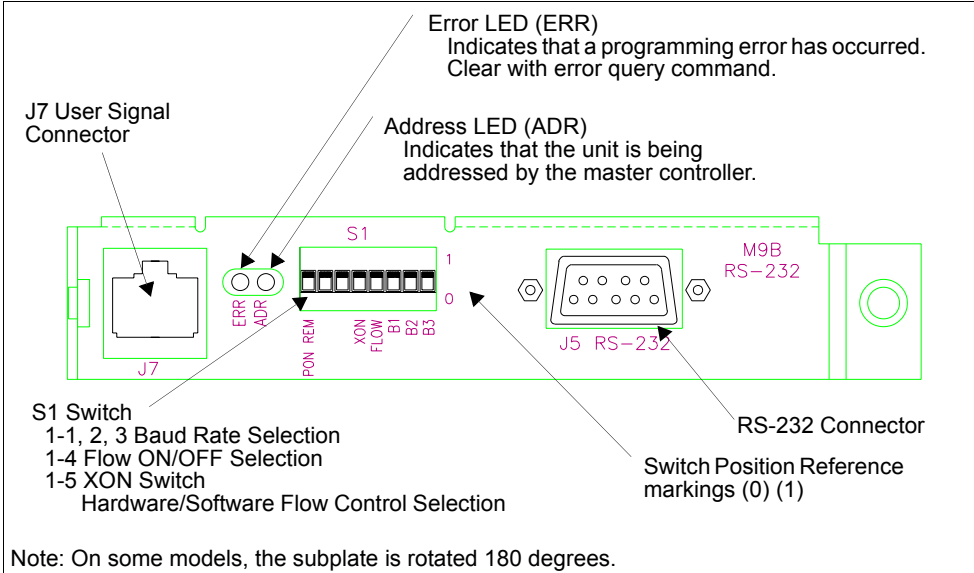 Error LED (ERR)
Indicates that a programming error has occurred.
Clear with error query command.
J7 User Signal
Connector
Address LED (ADR)
Indicates that the unit is being
addressed by the master controller.
S1
1
0
M9B
RS-232
ERR
ADR
PON REM
XON
FLOW
B1
B2
B3
J7
J5 RS-232
S1 Switch
1-1, 2, 3 Baud Rate Selection
1-4 Flow ON/OFF Selection
1-5 XON Switch
Hardware/Software Flow Control Selection
RS-232 Connector
Switch Position Reference
markings (0) (1)
Note: On some models, the subplate is rotated 180 degrees.